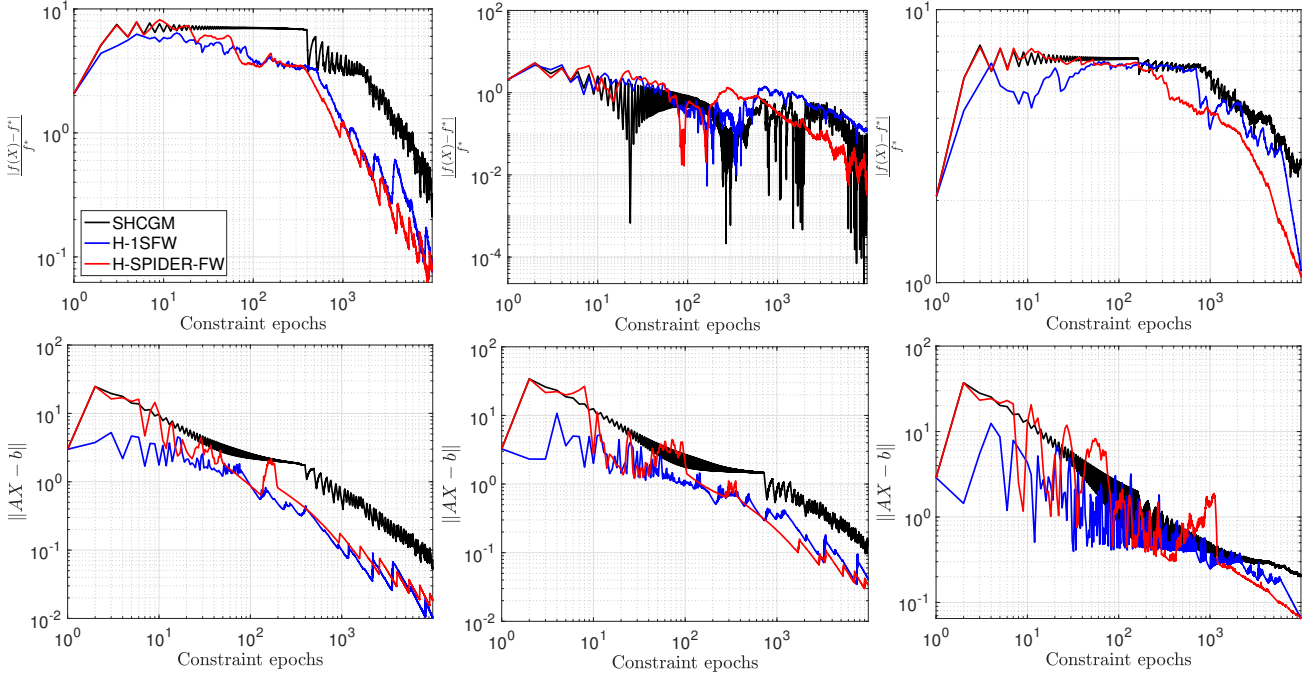 10^1
10^0
10^-1
|f(X)-f*|
f*
SHCGM
H-1SFW
H-SPIDER-FW
10^0 10^1 10^2 10^3
Constraint epochs
10^2
10^0
10^-2
10^-4
|f(X)-f*|
f*
10^0 10^1 10^2 10^3
Constraint epochs
10^1
10^0
|f(X)-f*|
f*
10^0 10^1 10^2 10^3
Constraint epochs
10^2
10^1
10^0
10^-1
10^-2
||AX − b||
10^0 10^1 10^2 10^3
Constraint epochs
10^2
10^1
10^0
10^-1
10^-2
||AX − b||
10^0 10^1 10^2 10^3
Constraint epochs
10^2
10^1
10^0
10^-1
||AX − b||
10^0 10^1 10^2 10^3
Constraint epochs